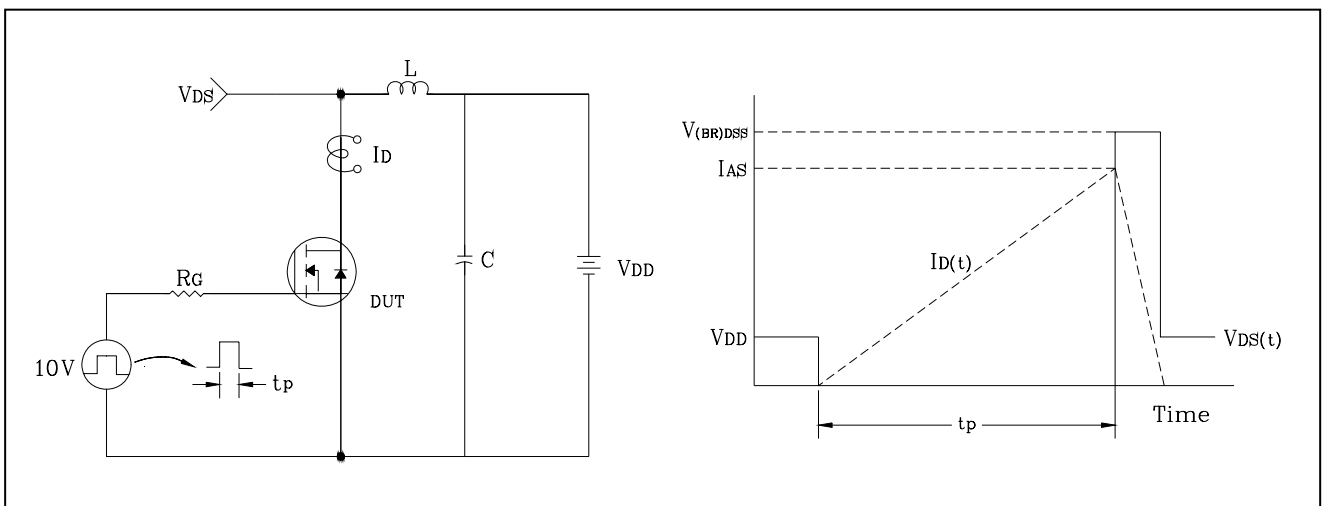 L
VDS
ID
RG
DUT
C
VDD
10V
tp
V(BR)DSS
IAS
ID(t)
VDD
VDS(t)
tp
Time